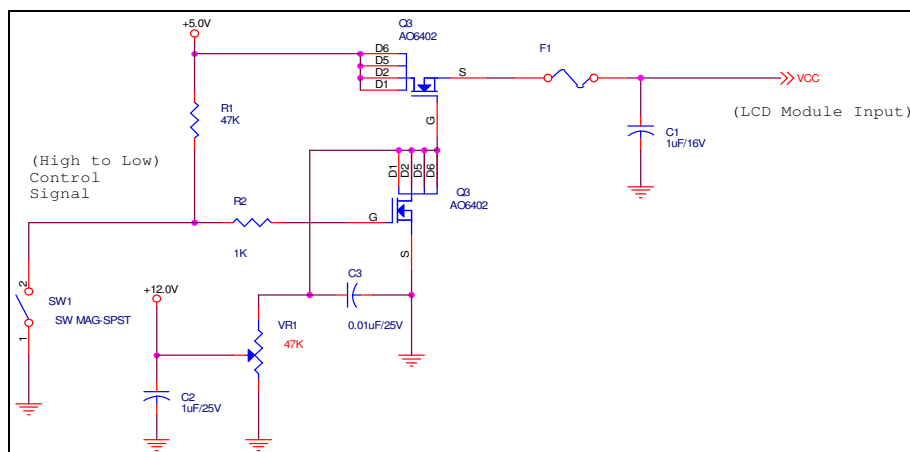 +5.0V
Q3
AO6402
D6
D5
D2
D1
S
G
F1
VCC
(LCD Module Input)
R1
47K
C1
1uF/16V
(High to Low)
Control
Signal
D1
D2
D5
D6
Q3
AO6402
R2
1K
G
S
+12.0V
C3
0.01uF/25V
2
SW1
SW MAG-SPST
1
VR1
47K
C2
1uF/25V